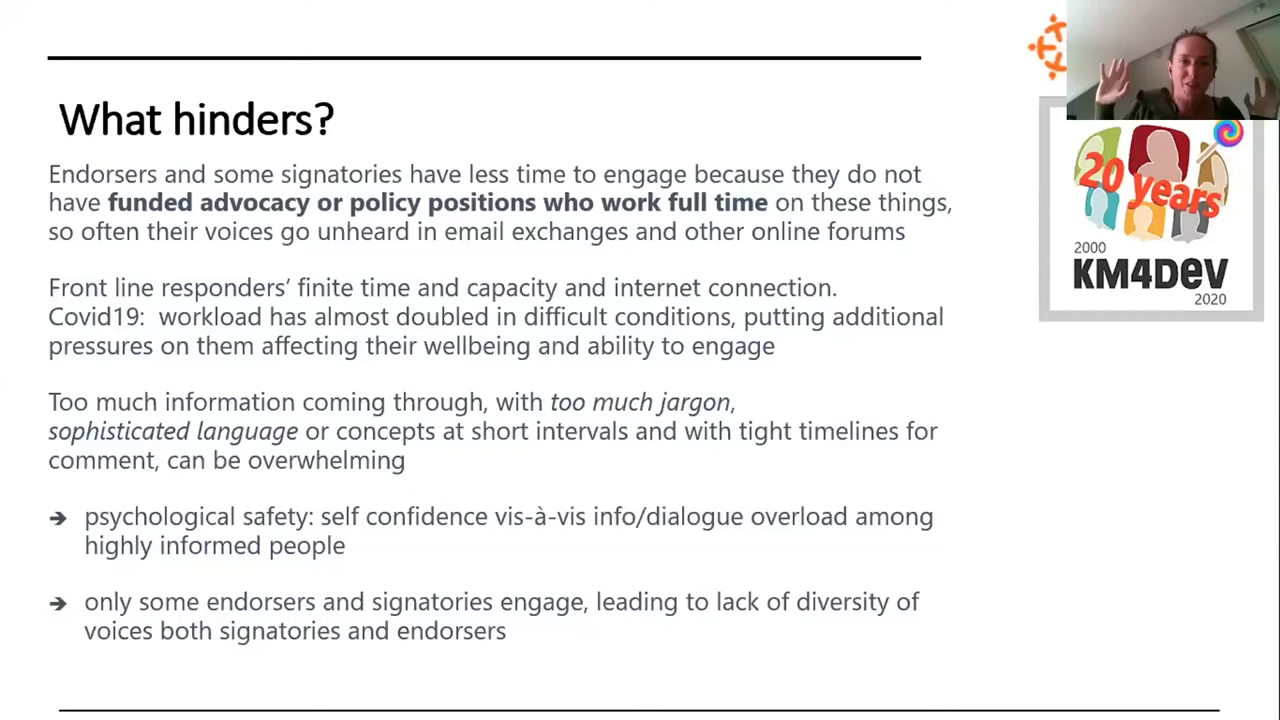 What hinders?
Endorsers and some signatories have less time to engage because they do not
have funded advocacy or policy positions who work full time on these things,
so often their voices go unheard in email exchanges and other online forums
Front line responders’ finite time and capacity and internet connection.
Covid19:  workload has almost doubled in difficult conditions, putting additional
pressures on them affecting their wellbeing and ability to engage
Too much information coming through, with too much jargon,
sophisticated language or concepts at short intervals and with tight timelines for
comment, can be overwhelming
➔ psychological safety: self confidence vis-à-vis info/dialogue overload among
highly informed people
➔ only some endorsers and signatories engage, leading to lack of diversity of
voices both signatories and endorsers
20 years
2000
KM4DEV
2020